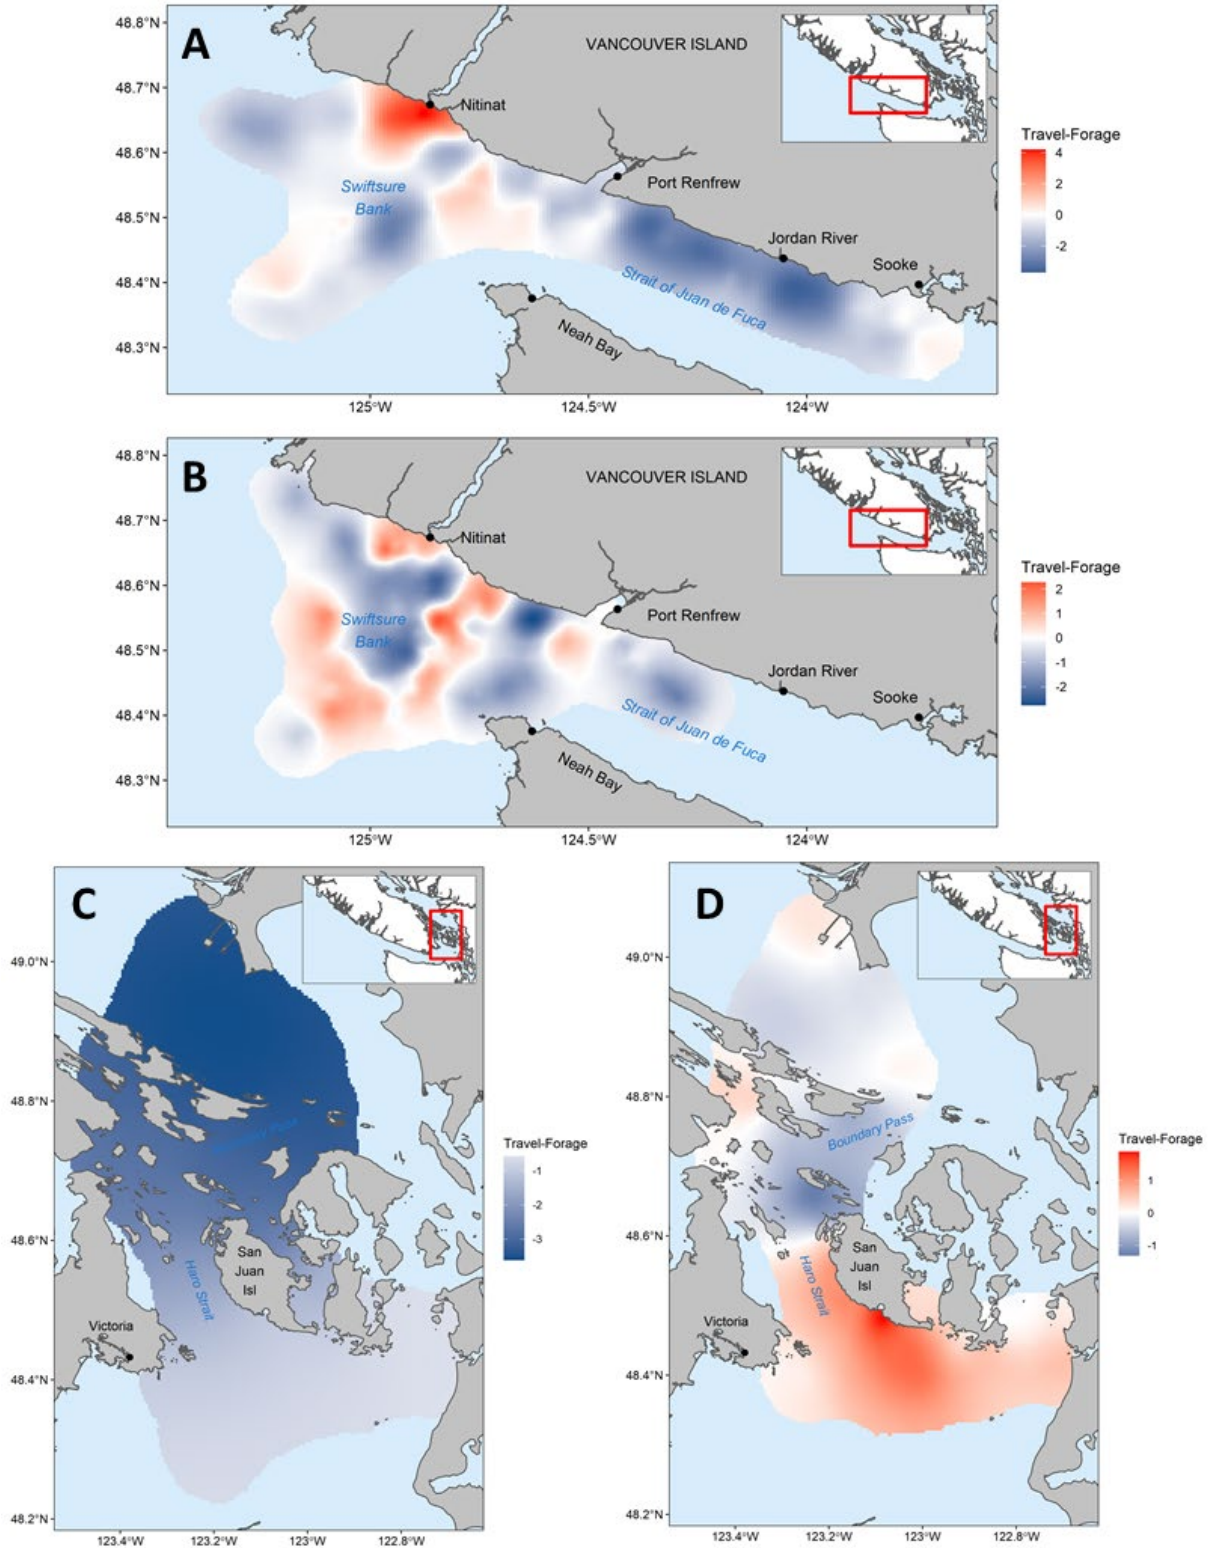 A
48.8°N
48.7°N
48.6°N
48.5°N
48.4°N
48.3°N
VANCOUVER ISLAND
Nitinat
Swiftsure
Bank
Port Renfrew
Jordan River
Sooke
Strait of Juan de Fuca
Neah Bay
125°W
124.5°W
124°W
Travel-Forage
4
2
0
-2
B
48.8°N
48.7°N
48.6°N
48.5°N
48.4°N
48.3°N
VANCOUVER ISLAND
Nitinat
Swiftsure
Bank
Port Renfrew
Jordan River
Sooke
Strait of Juan de Fuca
Neah Bay
125°W
124.5°W
124°W
Travel-Forage
2
1
0
-1
-2
C
49.0°N
48.8°N
48.6°N
48.4°N
48.2°N
Boundary Pass
San
Juan
Isl
Haro Strait
Victoria
123.4°W
123.2°W
123°W
122.8°W
Travel-Forage
-1
-2
-3
D
49.0°N
48.8°N
48.6°N
48.4°N
48.2°N
Boundary Pass
San
Juan
Isl
Haro Strait
Victoria
123.4°W
123.2°W
123°W
122.8°W
Travel-Forage
1
0
-1